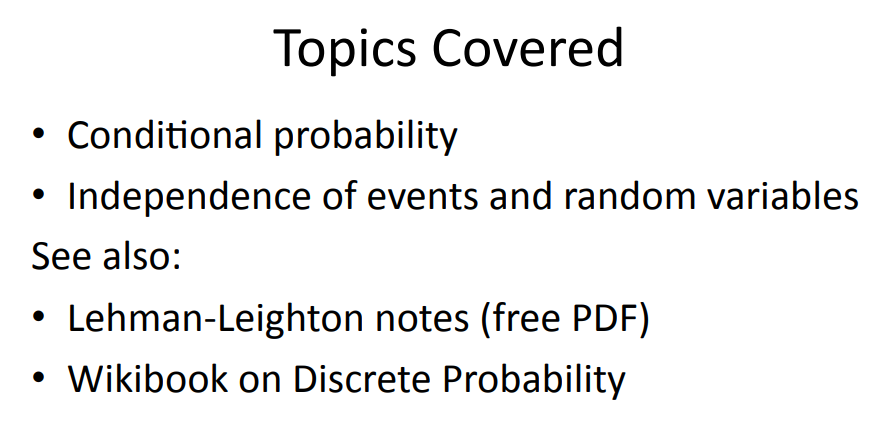 Topics Covered
• Conditional probability
• Independence of events and random variables
See also:
• Lehman-Leighton notes (free PDF)
• Wikibook on Discrete Probability